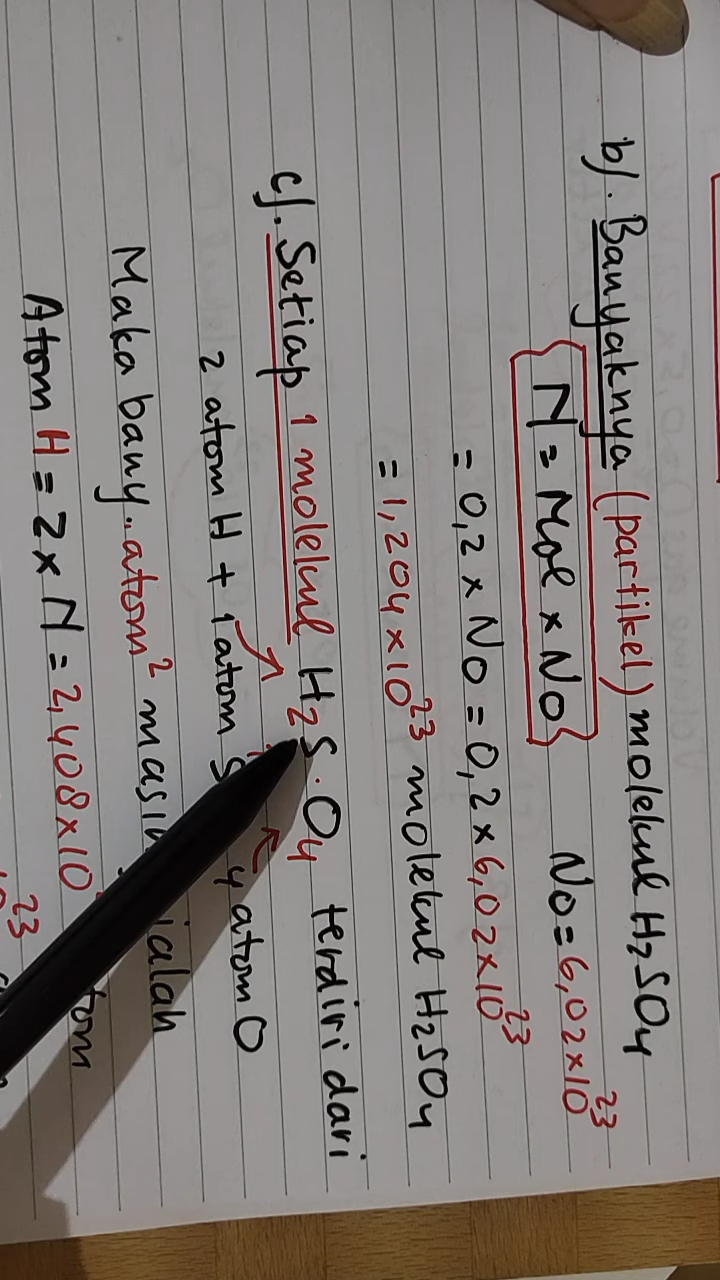 b/. Banyaknya (partikel) molekul H2SO4
N = Mol x No No = 6,02 x 10^23
= 0,2 x No = 0,2 x 6,02 x 10^23
= 1,204 x 10^23 molekul H2SO4
c/. Setiap 1 molekul H2S.O4 terdiri dari
2 atom H + 1 atom S 4 atom O
Maka bany. atom² ialah
Atom H = 2 x N = 2,408 x 10
23